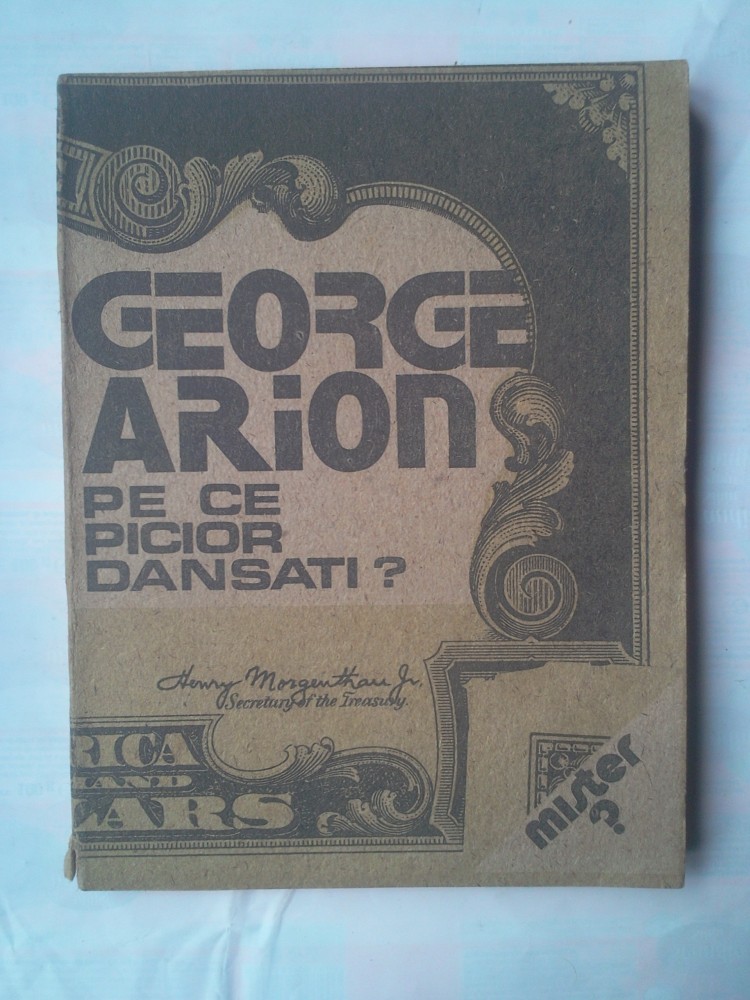 GEORGE
ARiON
PE CE
PICIOR
DANSATI ?
Henry Morgenthau Jr.
Secretary of the Treasury.
RICA
AND
LARS
mister
?